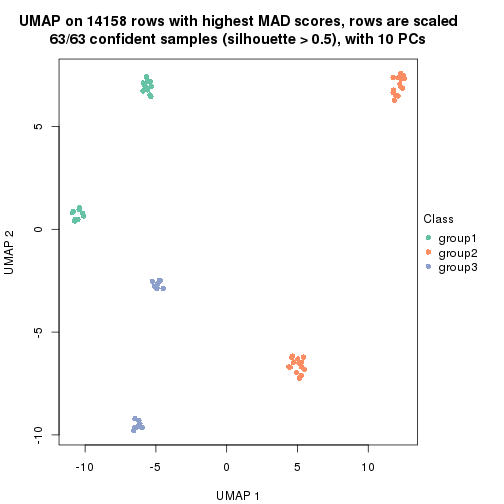 UMAP on 14158 rows with highest MAD scores, rows are scaled
63/63 confident samples (silhouette > 0.5), with 10 PCs
5
0
-5
-10
UMAP 2
-10
-5
0
5
10
UMAP 1
Class
group1
group2
group3